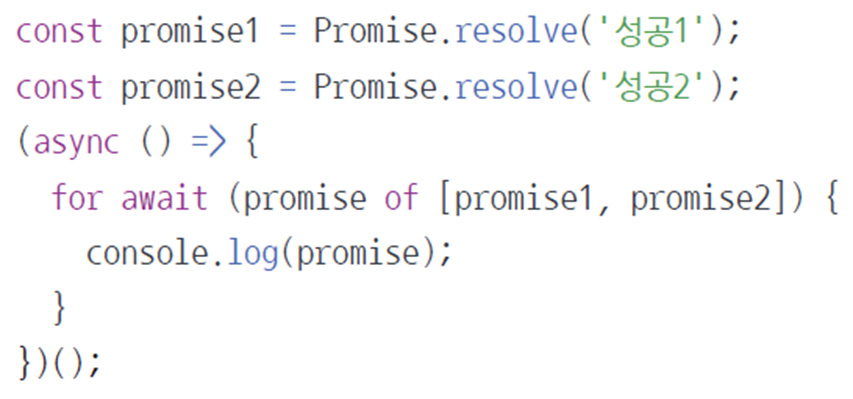 const promise1 = Promise.resolve('성공1');
const promise2 = Promise.resolve('성공2');
(async () => {
  for await (promise of [promise1, promise2]) {
    console.log(promise);
  }
})();